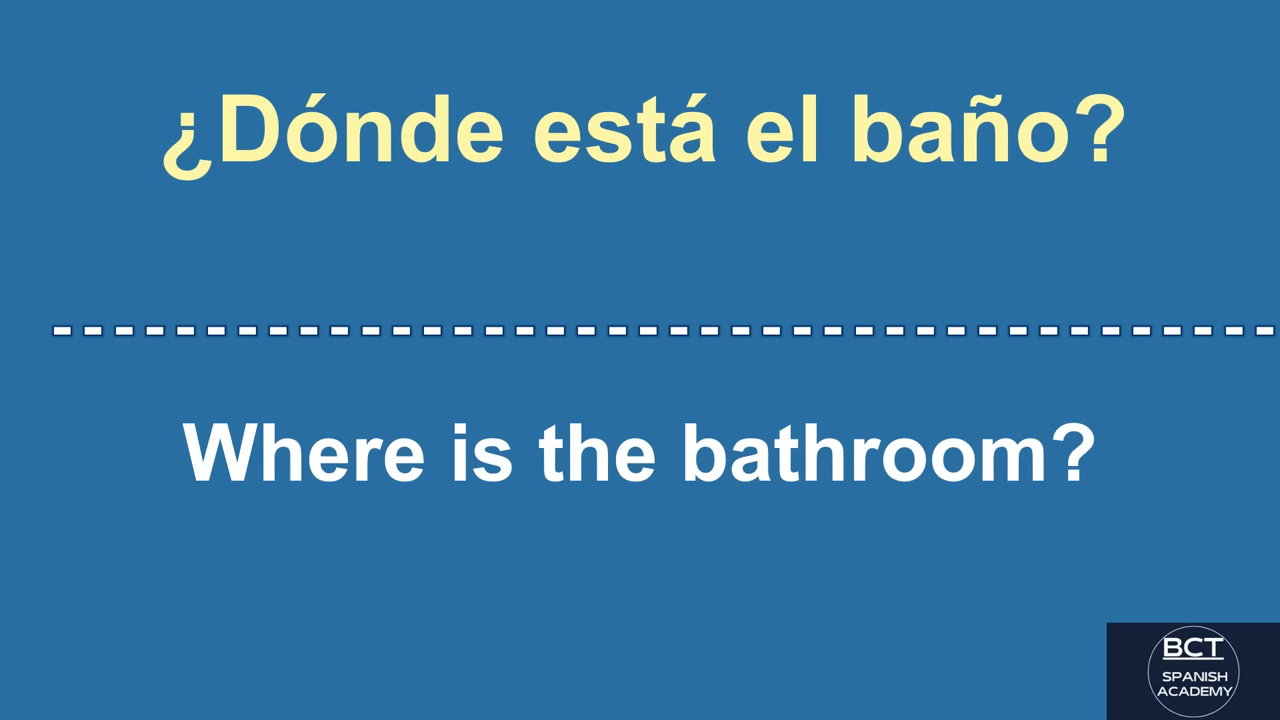 ¿Dónde está el baño?
Where is the bathroom?
BCT
SPANISH
ACADEMY